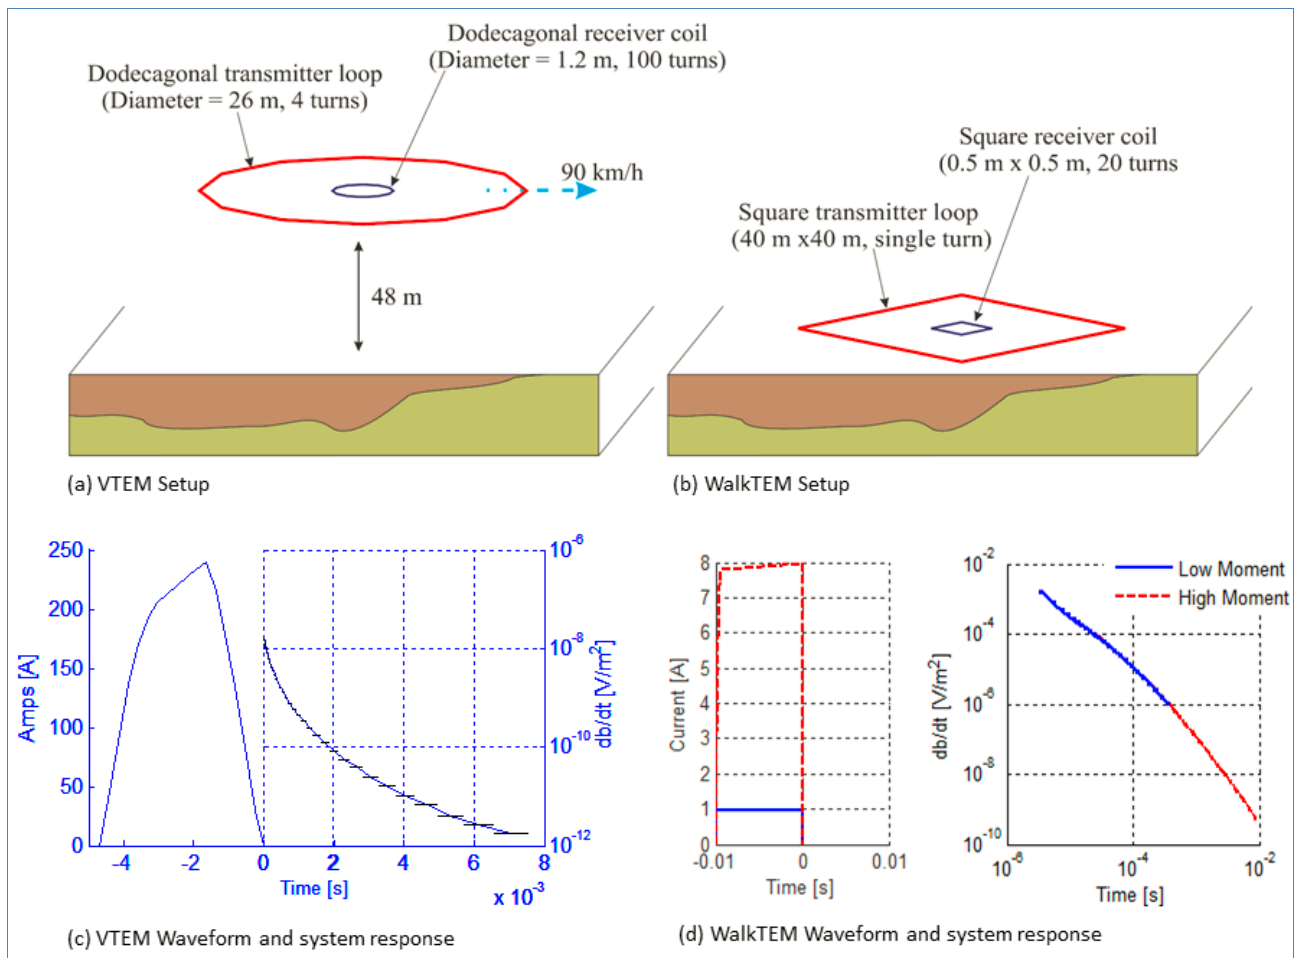 Dodecagonal receiver coil
(Diameter = 1.2 m, 100 turns)
Dodecagonal transmitter loop
(Diameter = 26 m, 4 turns)
90 km/h
48 m
Square receiver coil
(0.5 m x 0.5 m, 20 turns
Square transmitter loop
(40 m x40 m, single turn)
(a) VTEM Setup
(b) WalkTEM Setup
250
200
150
100
50
0
Amps [A]
-4
-2
0
2
4
6
8
Time [s]
x 10-3
10-6
10-8
10-10
10-12
db/dt [V/m2]
8
7
6
5
4
3
2
1
0
Current [A]
-0.01
0
0.01
Time [s]
10-2
10-4
10-6
10-8
10-10
db/dt [V/m2]
Low Moment
High Moment
10-6
10-4
10-2
Time [s]
(c) VTEM Waveform and system response
(d) WalkTEM Waveform and system response